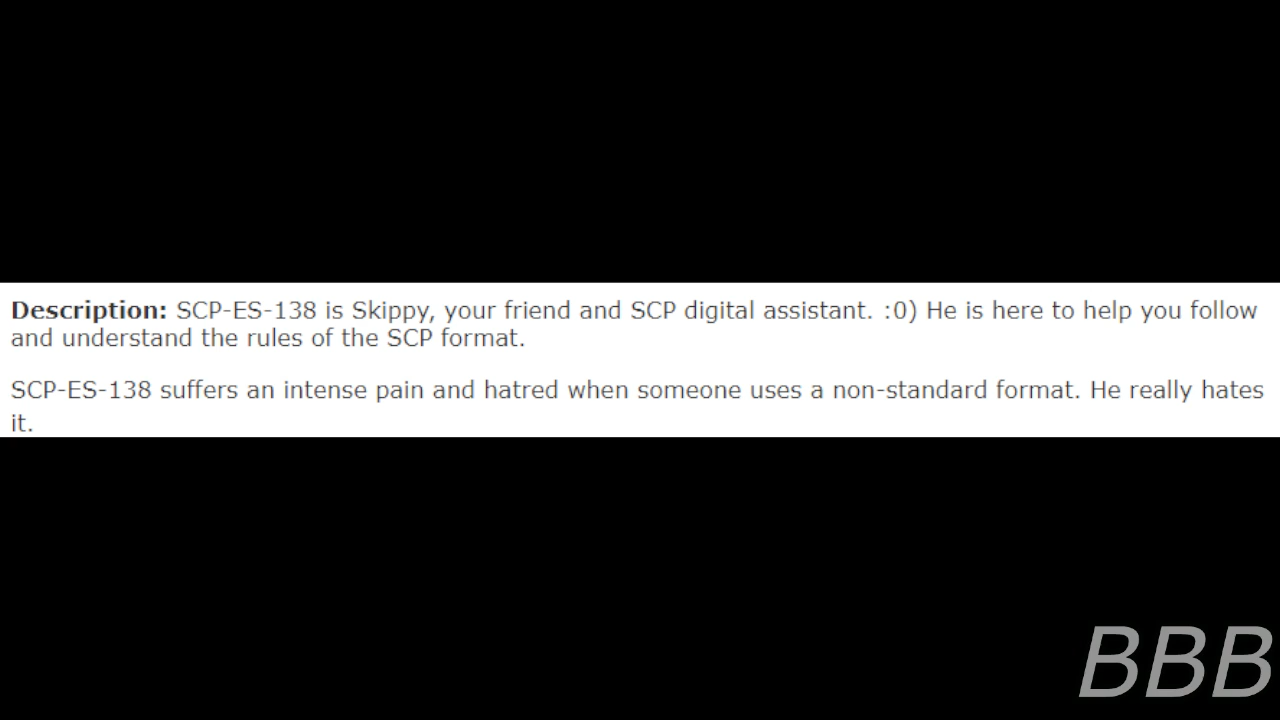 Description: SCP-ES-138 is Skippy, your friend and SCP digital assistant. :0) He is here to help you follow
and understand the rules of the SCP format.
SCP-ES-138 suffers an intense pain and hatred when someone uses a non-standard format. He really hates
it.
BBB